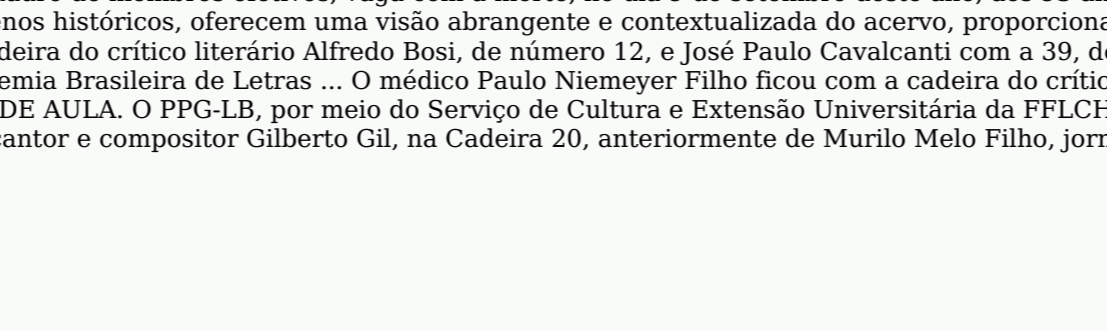 enos históricos, oferecem uma visão abrangente e contextualizada do acervo, proporciona
deira do crítico literário Alfredo Bosi, de número 12, e José Paulo Cavalcanti com a 39, d
emia Brasileira de Letras ... O médico Paulo Niemeyer Filho ficou com a cadeira do crític
DE AULA. O PPG-LB, por meio do Serviço de Cultura e Extensão Universitária da FFLCH
cantor e compositor Gilberto Gil, na Cadeira 20, anteriormente de Murilo Melo Filho, jorn